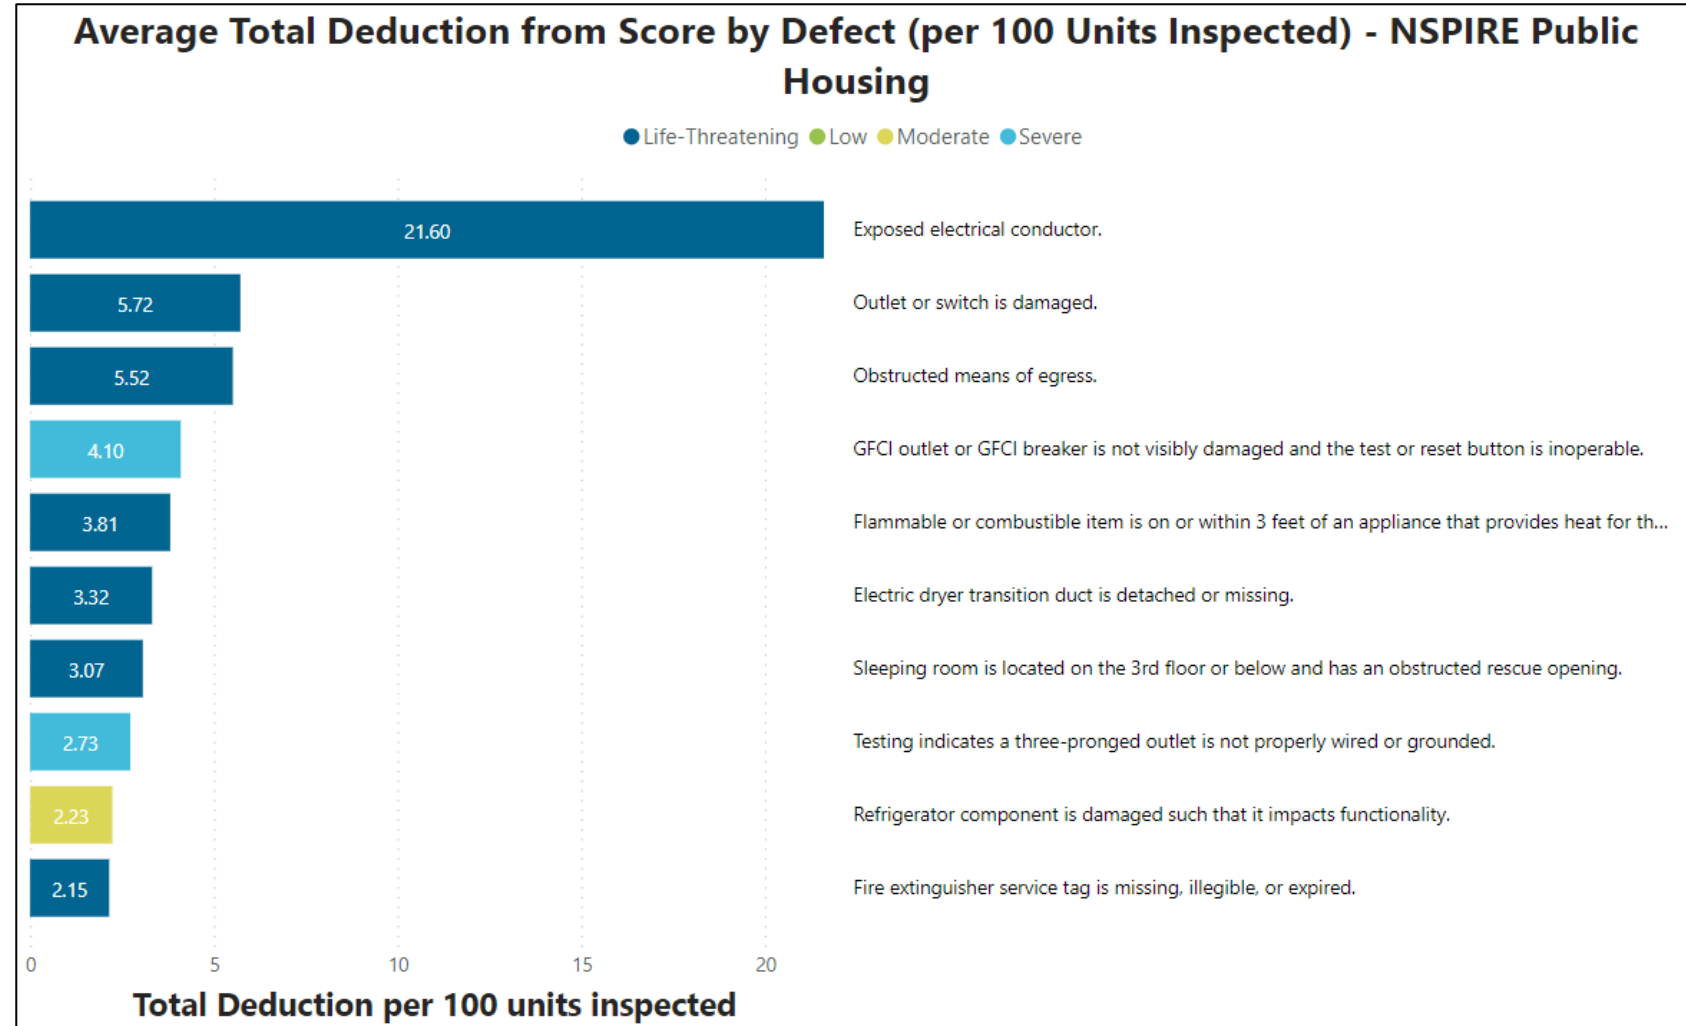 Average Total Deduction from Score by Defect (per 100 Units Inspected) - NSPIRE Public
Housing
Life-Threatening Low Moderate Severe
21.60 Exposed electrical conductor.
5.72 Outlet or switch is damaged.
5.52 Obstructed means of egress.
4.10 GFCI outlet or GFCI breaker is not visibly damaged and the test or reset button is inoperable.
3.81 Flammable or combustible item is on or within 3 feet of an appliance that provides heat for th...
3.32 Electric dryer transition duct is detached or missing.
3.07 Sleeping room is located on the 3rd floor or below and has an obstructed rescue opening.
2.73 Testing indicates a three-pronged outlet is not properly wired or grounded.
2.23 Refrigerator component is damaged such that it impacts functionality.
2.15 Fire extinguisher service tag is missing, illegible, or expired.
0 5 10 15 20
Total Deduction per 100 units inspected